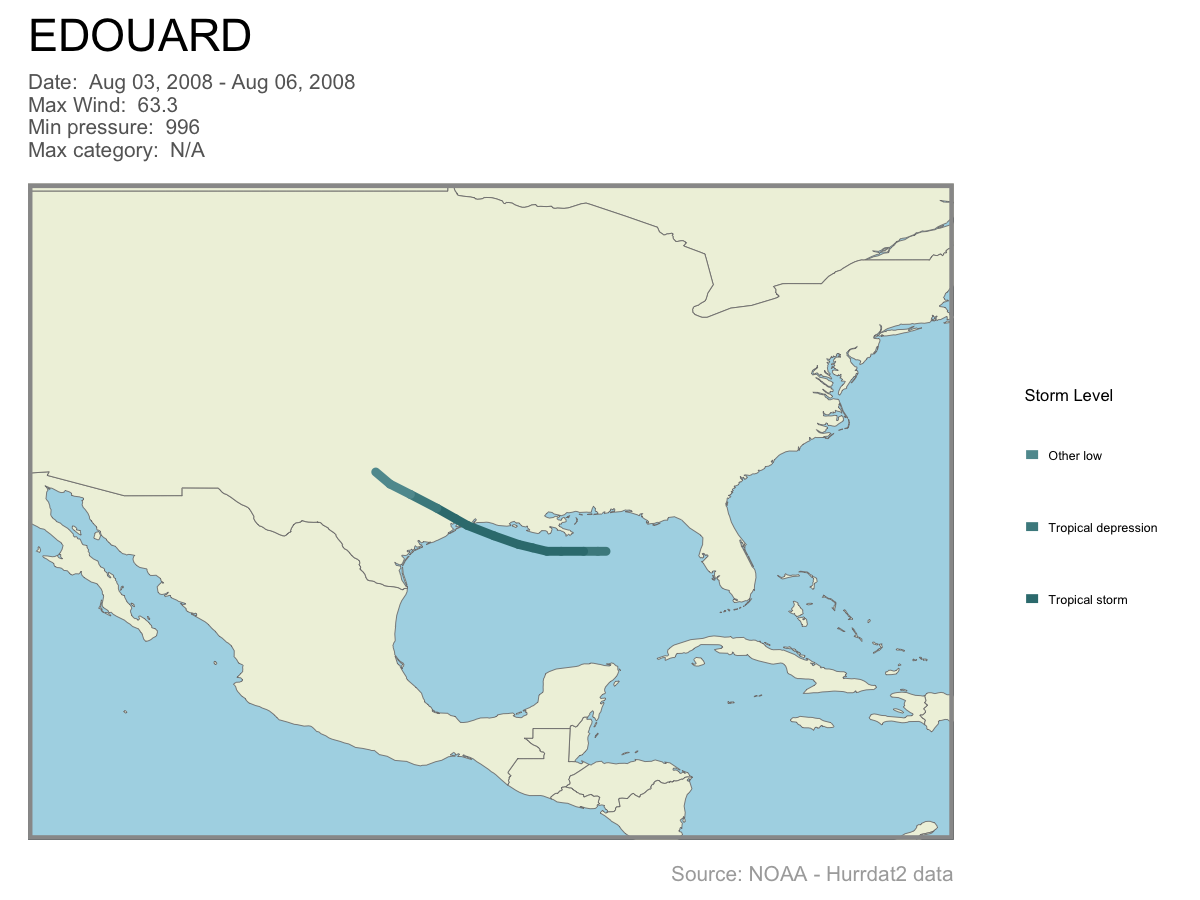 EDOUARD
Date:  Aug 03, 2008 - Aug 06, 2008
Max Wind:  63.3
Min pressure:  996
Max category:  N/A
Storm Level
Other low
Tropical depression
Tropical storm
Source: NOAA - Hurrdat2 data